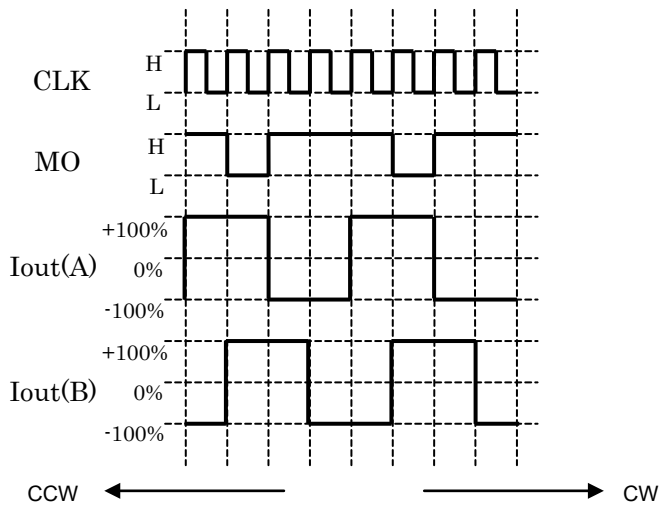 CLK
H
L
MO
H
L
Iout(A)
+100%
0%
-100%
Iout(B)
+100%
0%
-100%
CCW
CW